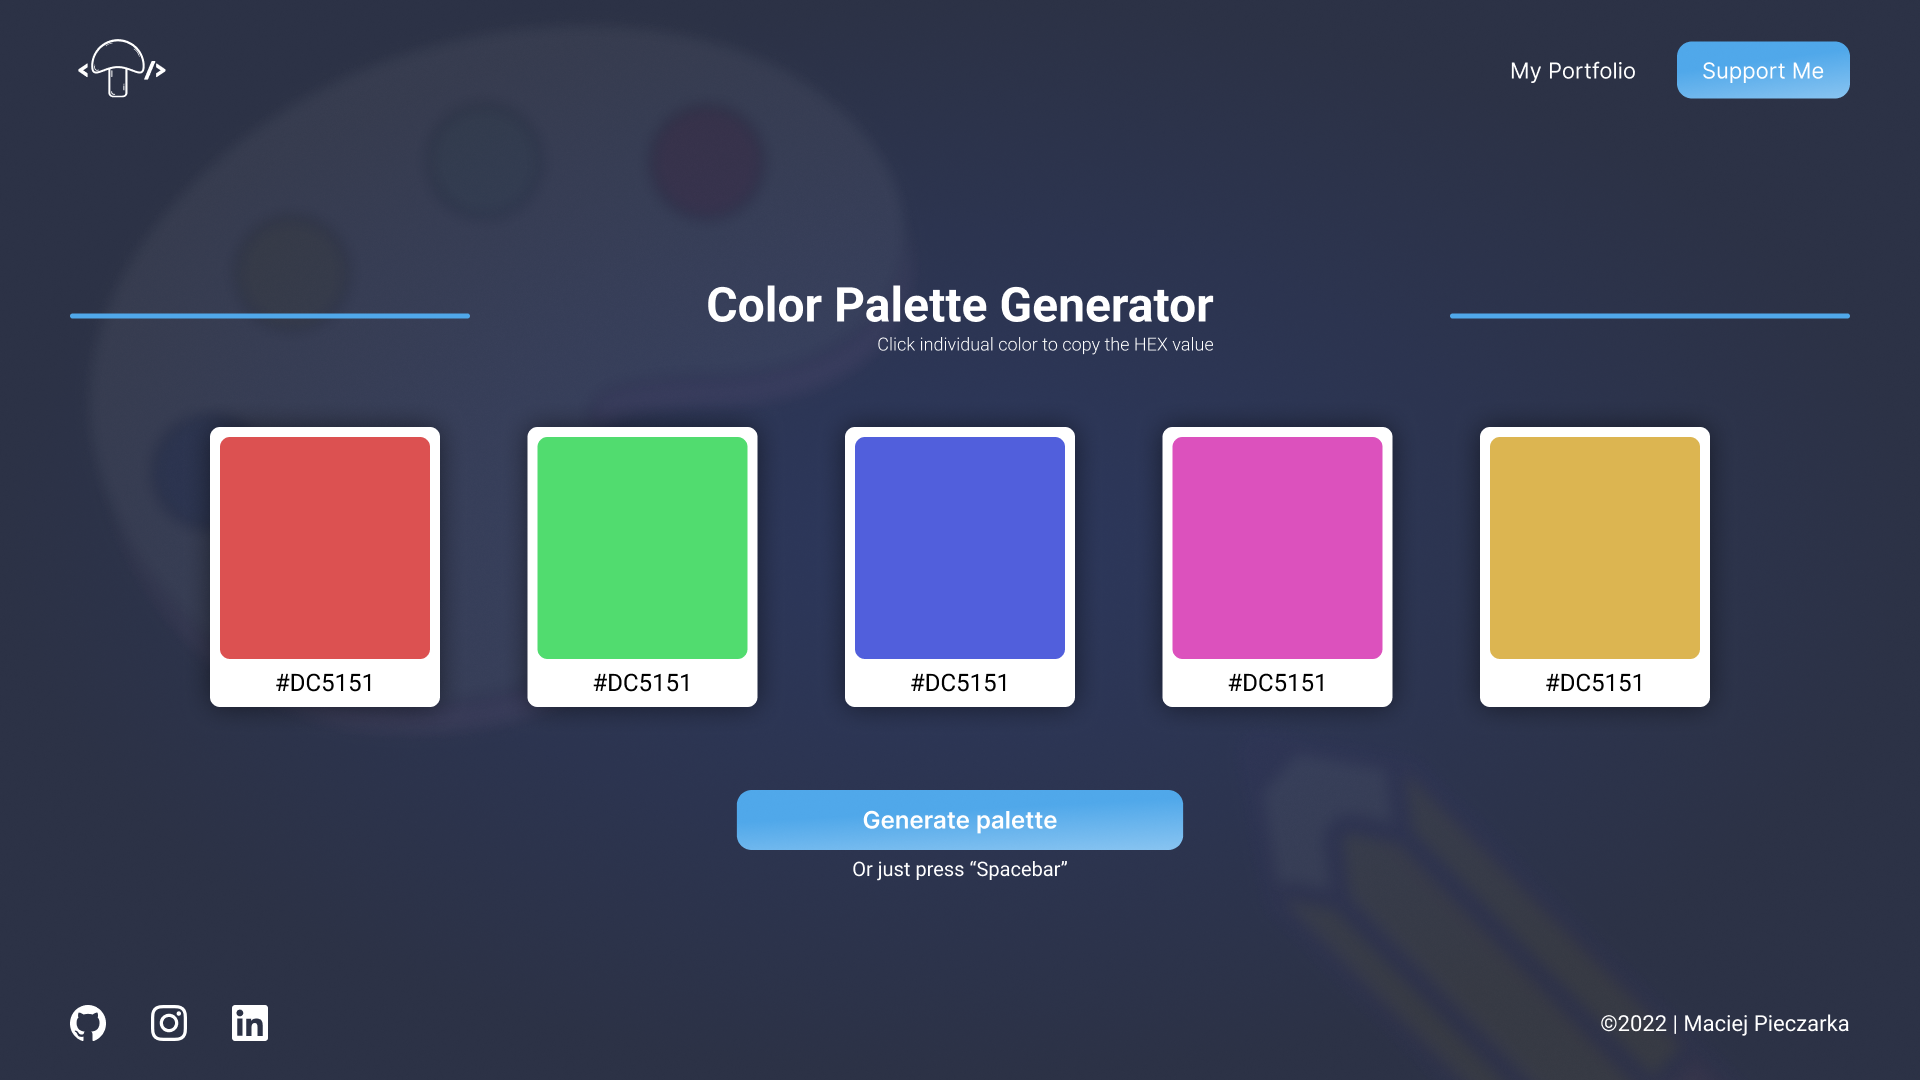 My Portfolio
Support Me
Color Palette Generator
Click individual color to copy the HEX value
#DC5151
#DC5151
#DC5151
#DC5151
#DC5151
Generate palette
Or just press “Spacebar”
©2022 | Maciej Pieczarka